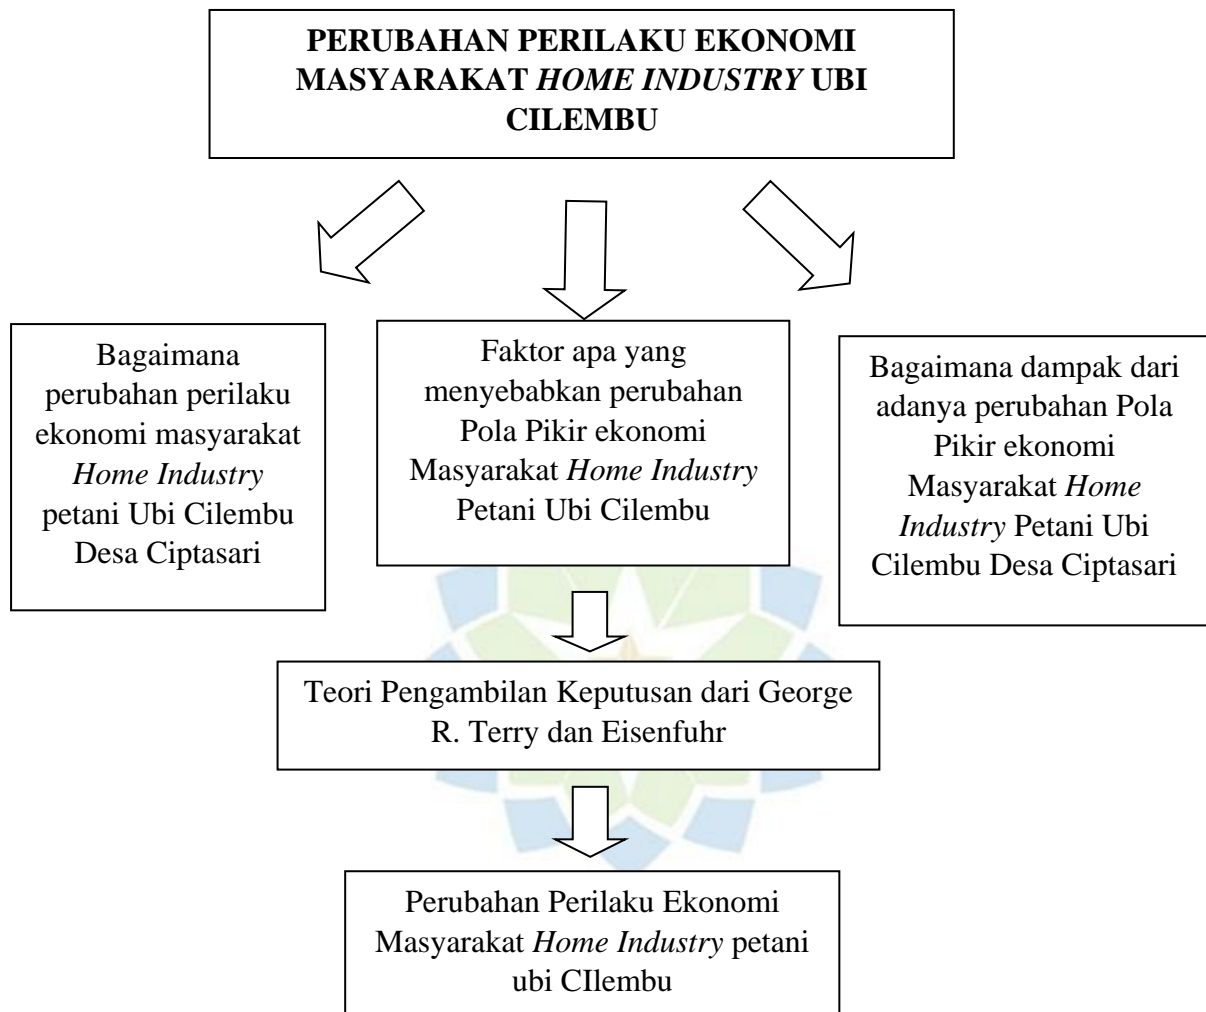 PERUBAHAN PERILAKU EKONOMI
MASYARAKAT HOME INDUSTRY UBI
CILEMBU
Bagaimana
perubahan perilaku
ekonomi masyarakat
Home Industry
petani Ubi Cilembu
Desa Ciptasari
Faktor apa yang
menyebabkan perubahan
Pola Pikir ekonomi
Masyarakat Home Industry
Petani Ubi Cilembu
Bagaimana dampak dari
adanya perubahan Pola
Pikir ekonomi
Masyarakat Home
Industry Petani Ubi
Cilembu Desa Ciptasari
Teori Pengambilan Keputusan dari George
R. Terry dan Eisenfuhr
Perubahan Perilaku Ekonomi
Masyarakat Home Industry petani
ubi CIlembu